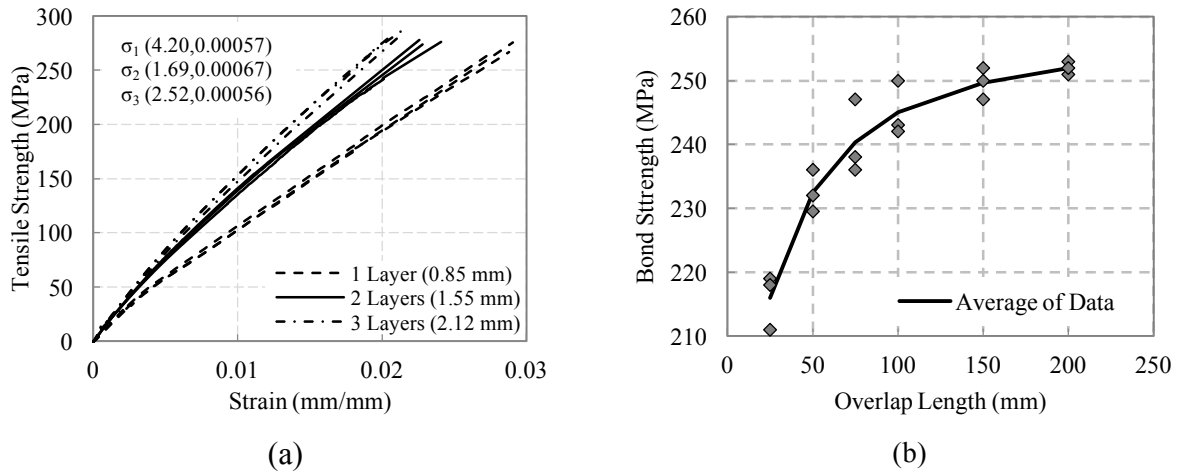 Tensile Strength (MPa)
300
250
200
150
100
50
0
σ1 (4.20,0.00057)
σ2 (1.69,0.00067)
σ3 (2.52,0.00056)
1 Layer (0.85 mm)
2 Layers (1.55 mm)
3 Layers (2.12 mm)
0 0.01 0.02 0.03
Strain (mm/mm)
(a)
Bond Sttrength (MPa)
260
250
240
230
220
210
Average of Data
0 50 100 150 200 250
Overlap Length (mm)
(b)